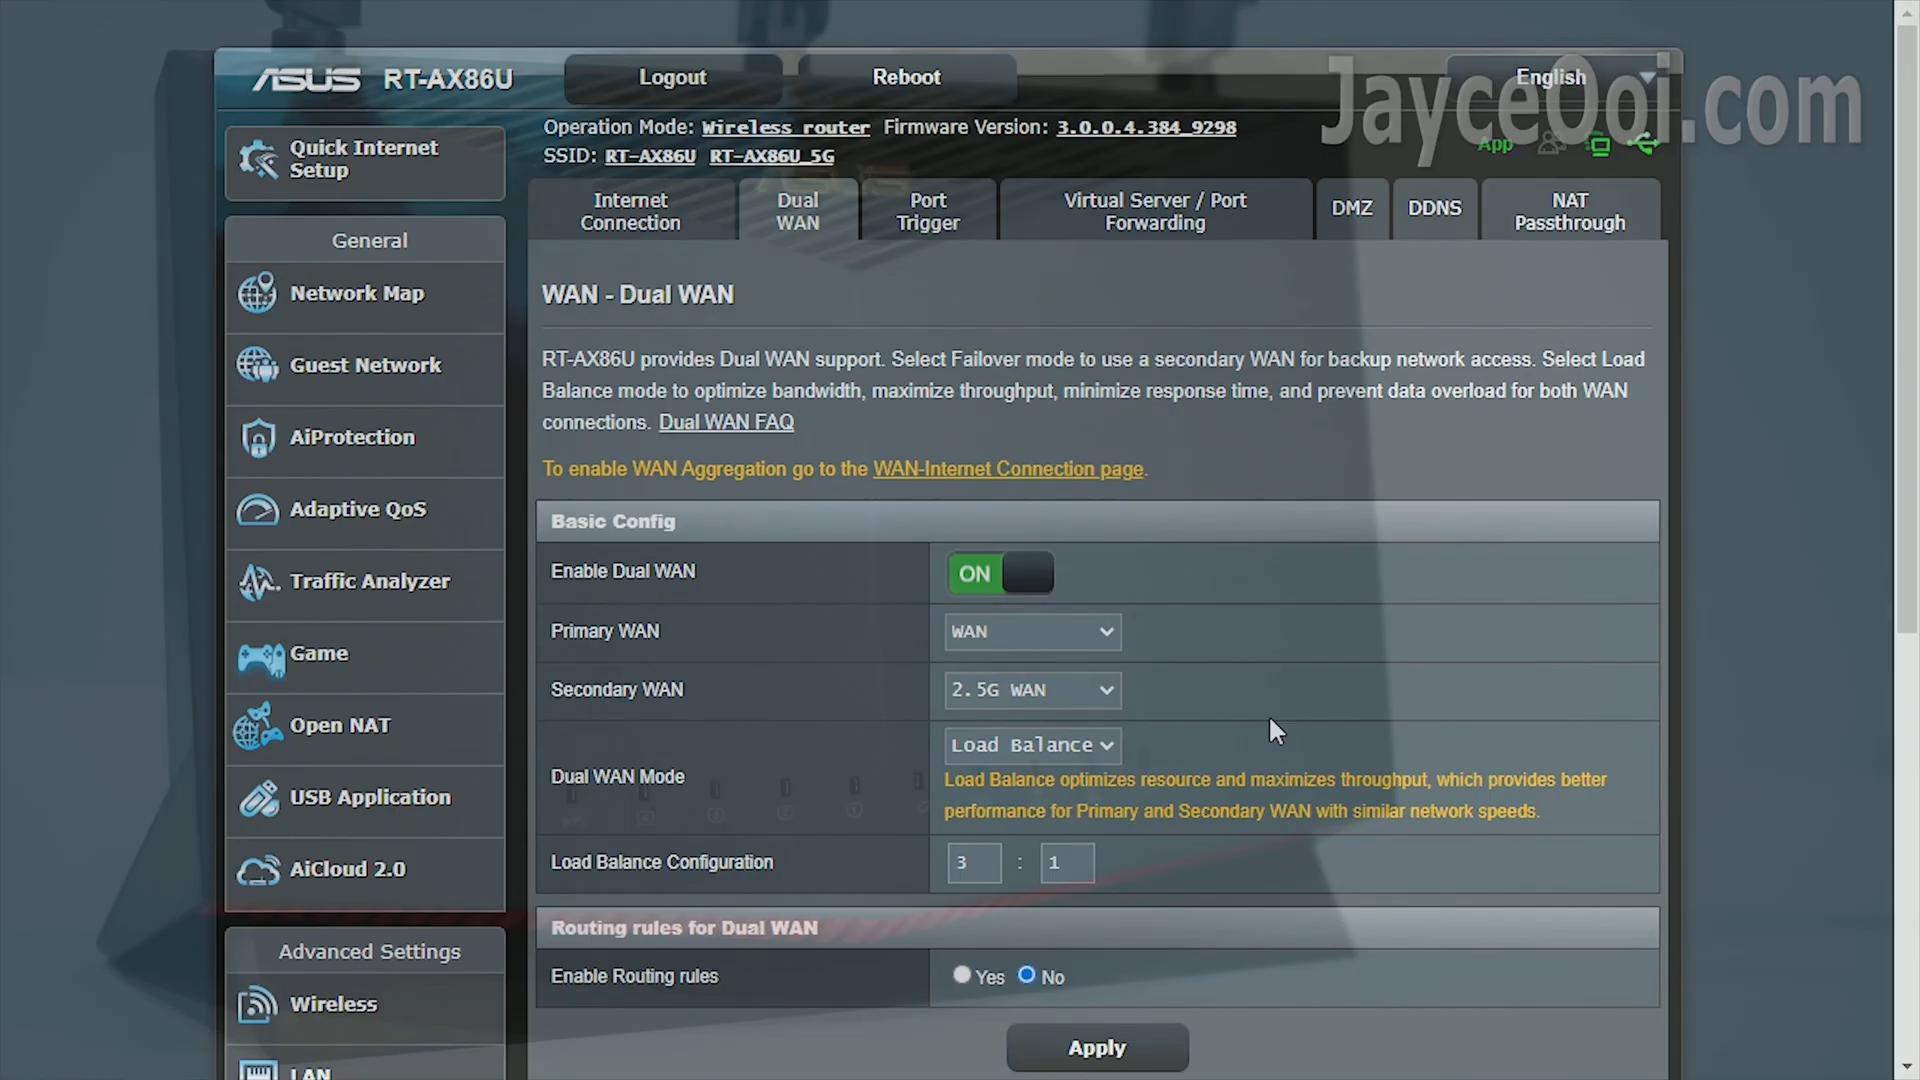 JayceOoi.com
ASUS RT-AX86U
Logout
Reboot
English
Operation Mode: Wireless router Firmware Version: 3.0.0.4.384_9298
SSID: RT-AX86U RT-AX86U_5G
App
Quick Internet
Setup
General
Network Map
Guest Network
AiProtection
Adaptive QoS
Traffic Analyzer
Game
Open NAT
USB Application
AiCloud 2.0
Advanced Settings
Wireless
LAN
Internet
Connection
Dual
WAN
Port
Trigger
Virtual Server / Port
Forwarding
DMZ
DDNS
NAT
Passthrough
WAN - Dual WAN
RT-AX86U provides Dual WAN support. Select Failover mode to use a secondary WAN for backup network access. Select Load
Balance mode to optimize bandwidth, maximize throughput, minimize response time, and prevent data overload for both WAN
connections. Dual WAN FAQ
To enable WAN Aggregation go to the WAN-Internet Connection page.
Basic Config
Enable Dual WAN ON
Primary WAN WAN
Secondary WAN 2.5G WAN
Dual WAN Mode
Load Balance
Load Balance optimizes resource and maximizes throughput, which provides better
performance for Primary and Secondary WAN with similar network speeds.
Load Balance Configuration 3 : 1
Routing rules for Dual WAN
Enable Routing rules Yes No
Apply